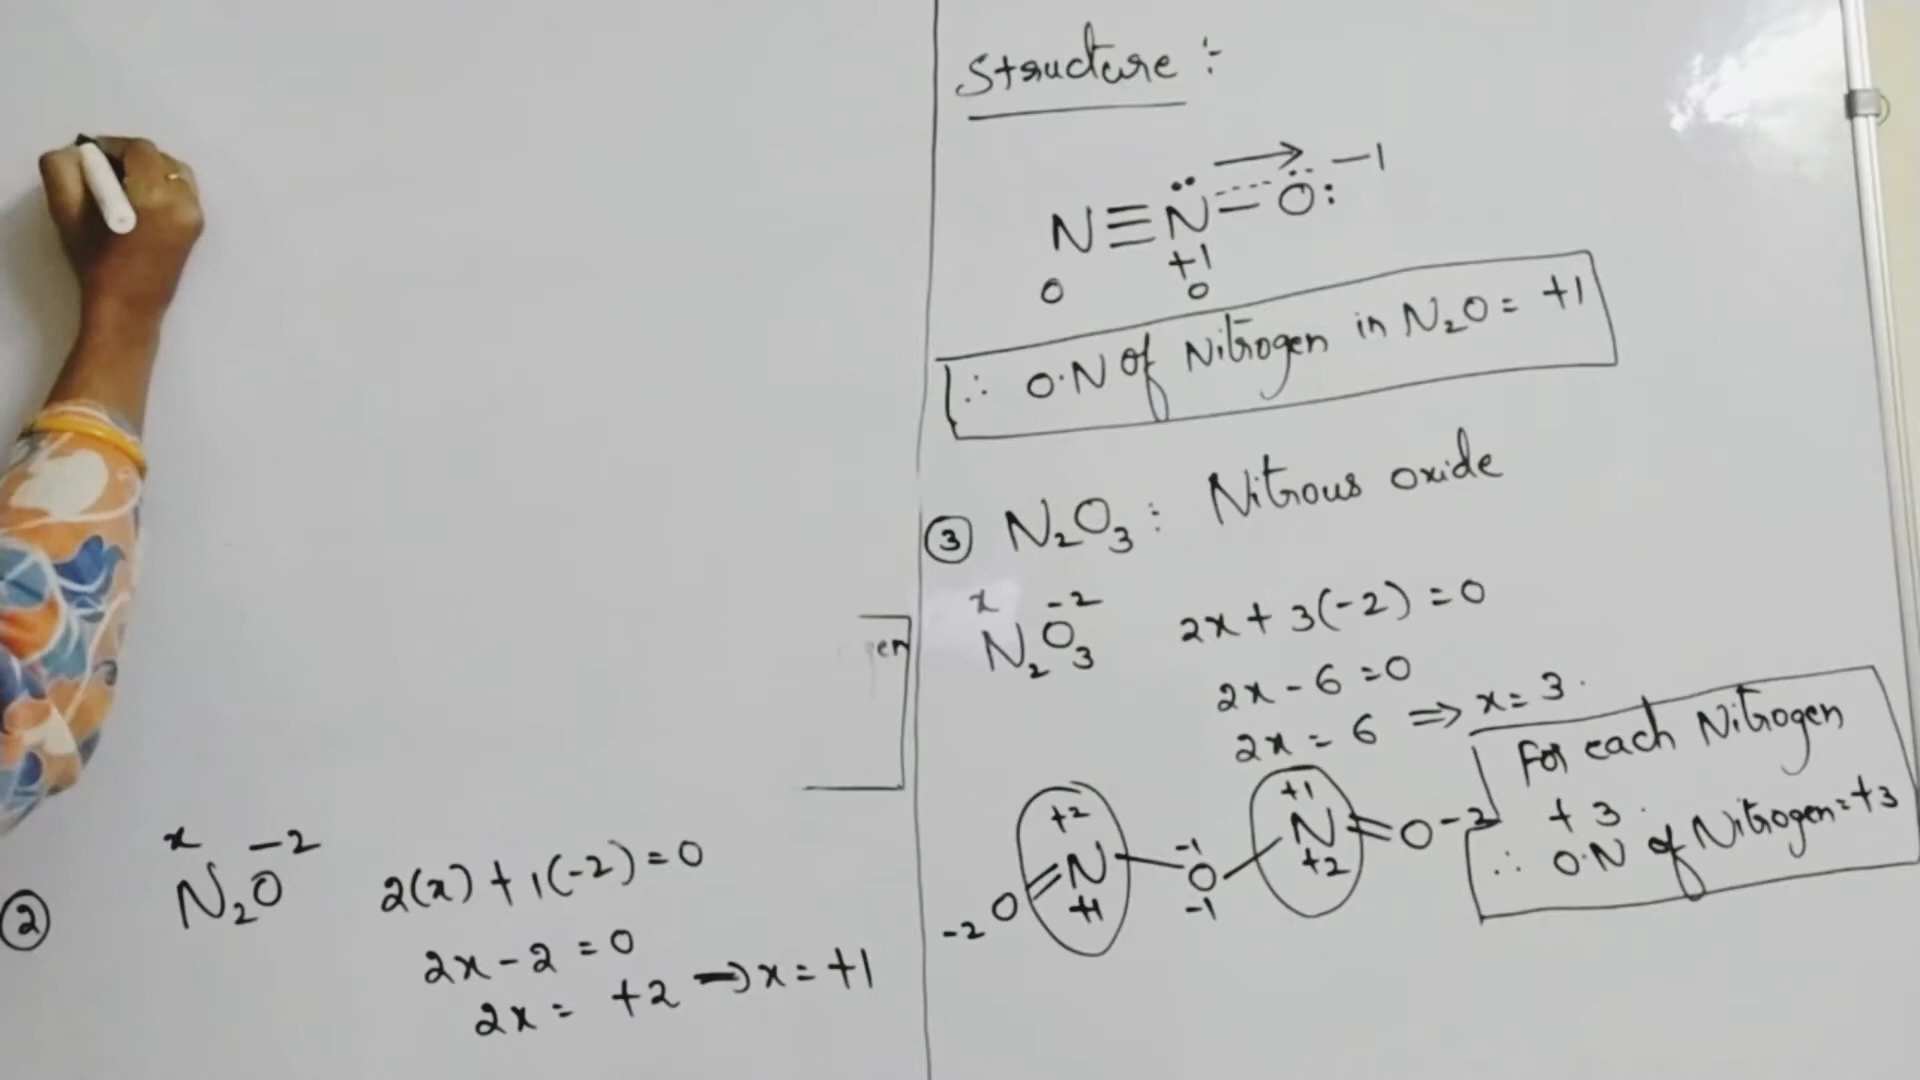 ② N₂O
x -2
2(x) + 1(-2) = 0
2x - 2 = 0
2x = +2 → x = +1
gen
Structure :-
N≡N̈-Ö: -1
+1
0 0
∴ O.N of Nitrogen in N₂O = +1
③ N₂O₃ : Nitrous oxide
x -2
N₂O₃ 2x + 3(-2) = 0
2x - 6 = 0
2x = 6 ⇒ x = 3.
+2 -1 +1
O=N-O-N=O
-2 +1 -1 +2 -2
For each Nitrogen
+3
∴ O.N of Nitrogen = +3